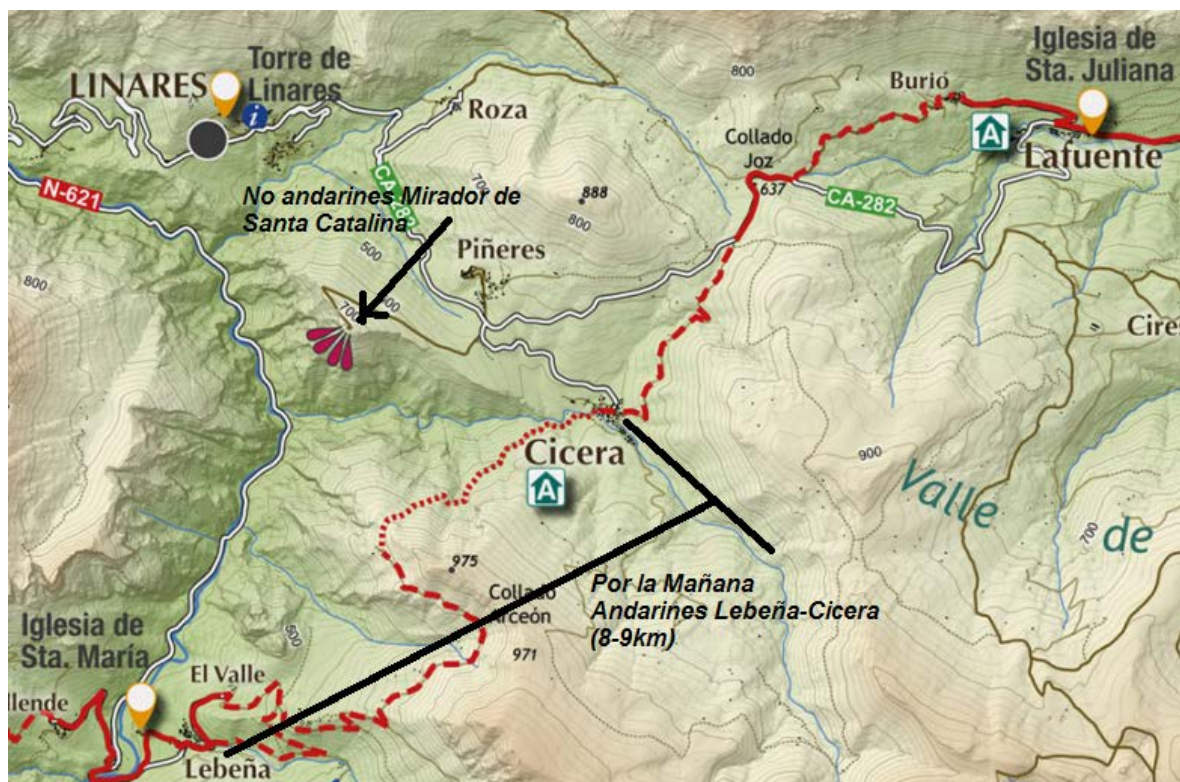 Torre de
Linares
LINARES
i
Roza
800
Burió
Iglesia de
Sta. Juliana
A
Lafuente
Collado
Joz
637
CA-282
N-621
CA-282
No andarines Mirador de
Santa Catalina
700
888
800
500
Piñeres
800
700
Cires
Cicera
A
900
Valle
de
700
975
Collado
Arceón
971
Por la Mañana
Andarines Lebeña-Cicera
(8-9km)
Iglesia de
Sta. María
500
El Valle
llende
Lebeña